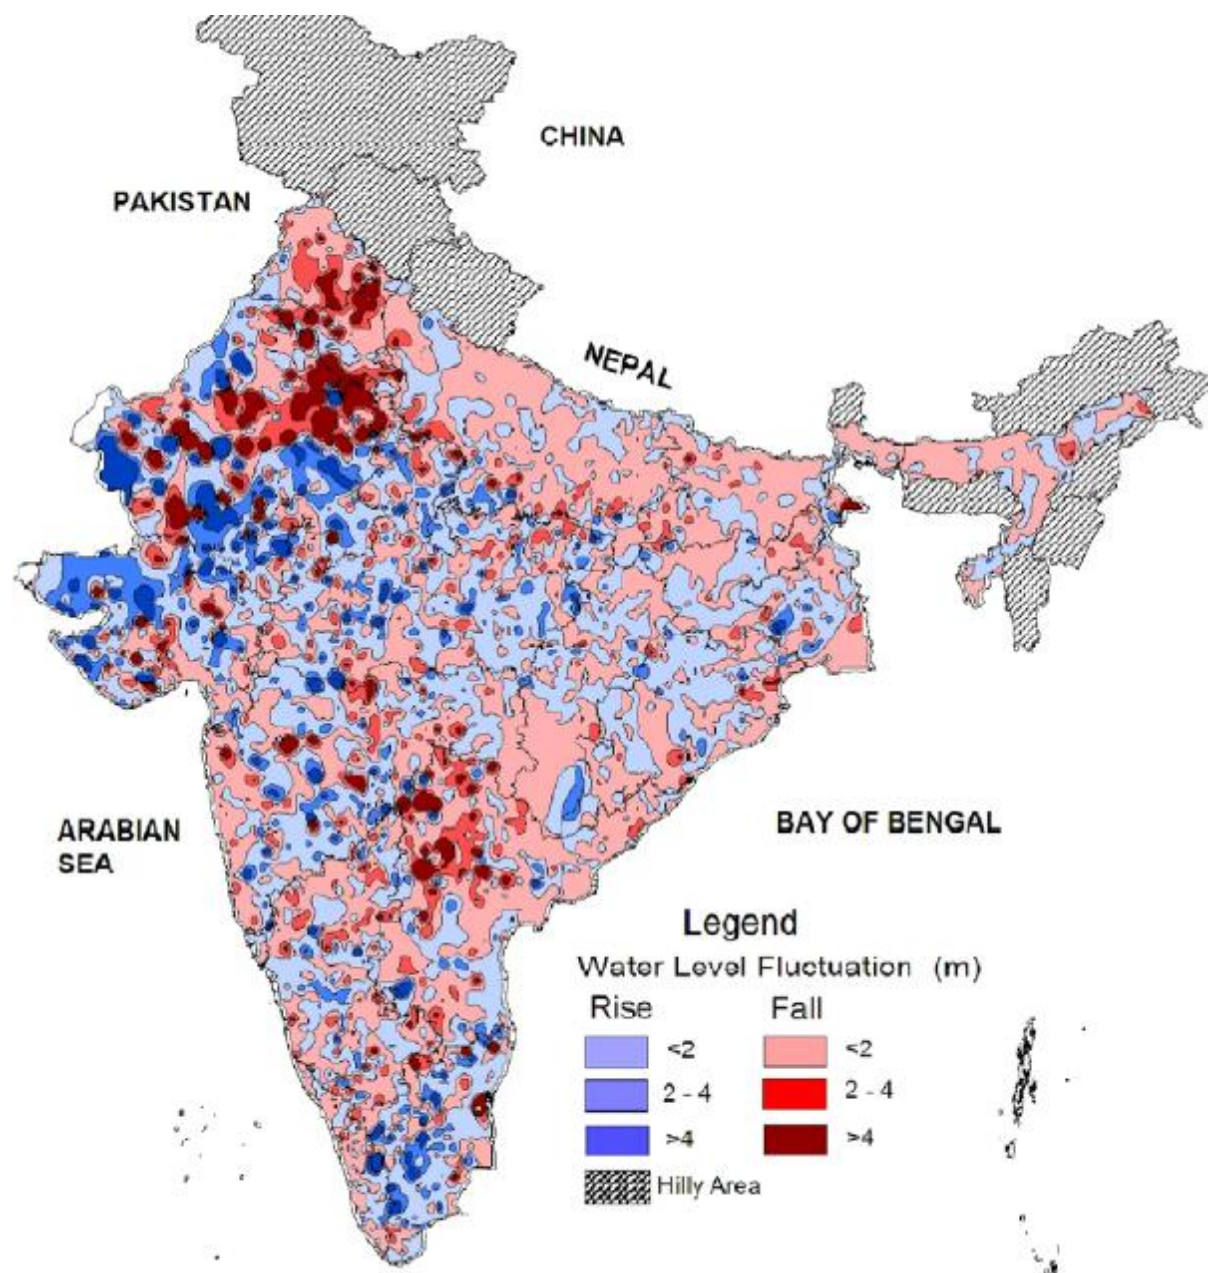 CHINA
PAKISTAN
NEPAL
ARABIAN
SEA
BAY OF BENGAL
Legend
Water Level Fluctuation (m)
Rise Fall
<2 <2
2 - 4 2 - 4
>4 >4
Hilly Area